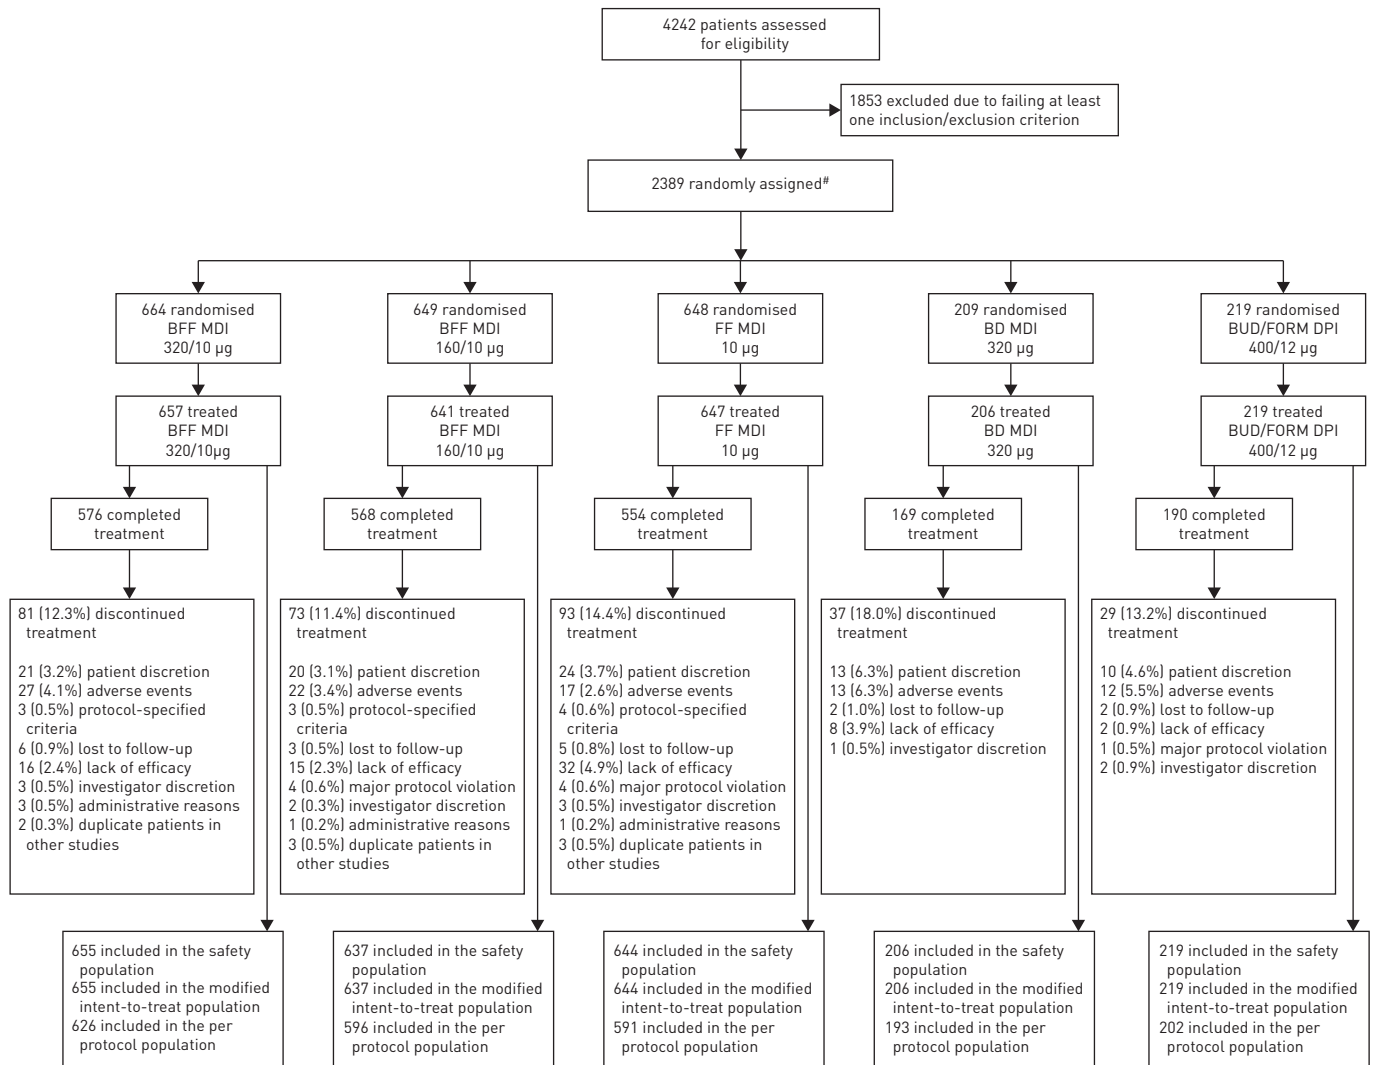 4242 patients assessed
for eligibility
1853 excluded due to failing at least
one inclusion/exclusion criterion
2389 randomly assigned#
664 randomised
BFF MDI
320/10 µg
649 randomised
BFF MDI
160/10 µg
648 randomised
FF MDI
10 µg
209 randomised
BD MDI
320 µg
219 randomised
BUD/FORM DPI
400/12 µg
657 treated
BFF MDI
320/10µg
641 treated
BFF MDI
160/10 µg
647 treated
FF MDI
10 µg
206 treated
BD MDI
320 µg
219 treated
BUD/FORM DPI
400/12 µg
576 completed
treatment
568 completed
treatment
554 completed
treatment
169 completed
treatment
190 completed
treatment
81 (12.3%) discontinued
treatment
21 (3.2%) patient discretion
27 (4.1%) adverse events
3 (0.5%) protocol-specified
criteria
6 (0.9%) lost to follow-up
16 (2.4%) lack of efficacy
3 (0.5%) investigator discretion
3 (0.5%) administrative reasons
2 (0.3%) duplicate patients in
other studies
73 (11.4%) discontinued
treatment
20 (3.1%) patient discretion
22 (3.4%) adverse events
3 (0.5%) protocol-specified
criteria
3 (0.5%) lost to follow-up
15 (2.3%) lack of efficacy
4 (0.6%) major protocol violation
2 (0.3%) investigator discretion
1 (0.2%) administrative reasons
3 (0.5%) duplicate patients in
other studies
93 (14.4%) discontinued
treatment
24 (3.7%) patient discretion
17 (2.6%) adverse events
4 (0.6%) protocol-specified
criteria
5 (0.8%) lost to follow-up
32 (4.9%) lack of efficacy
4 (0.6%) major protocol violation
3 (0.5%) investigator discretion
1 (0.2%) administrative reasons
3 (0.5%) duplicate patients in
other studies
37 (18.0%) discontinued
treatment
13 (6.3%) patient discretion
13 (6.3%) adverse events
2 (1.0%) lost to follow-up
8 (3.9%) lack of efficacy
1 (0.5%) investigator discretion
29 (13.2%) discontinued
treatment
10 (4.6%) patient discretion
12 (5.5%) adverse events
2 (0.9%) lost to follow-up
2 (0.9%) lack of efficacy
1 (0.5%) major protocol violation
2 (0.9%) investigator discretion
655 included in the safety
population
655 included in the modified
intent-to-treat population
626 included in the per
protocol population
637 included in the safety
population
637 included in the modified
intent-to-treat population
596 included in the per
protocol population
644 included in the safety
population
644 included in the modified
intent-to-treat population
591 included in the per
protocol population
206 included in the safety
population
206 included in the modified
intent-to-treat population
193 included in the per
protocol population
219 included in the safety
population
219 included in the modified
intent-to-treat population
202 included in the per
protocol population